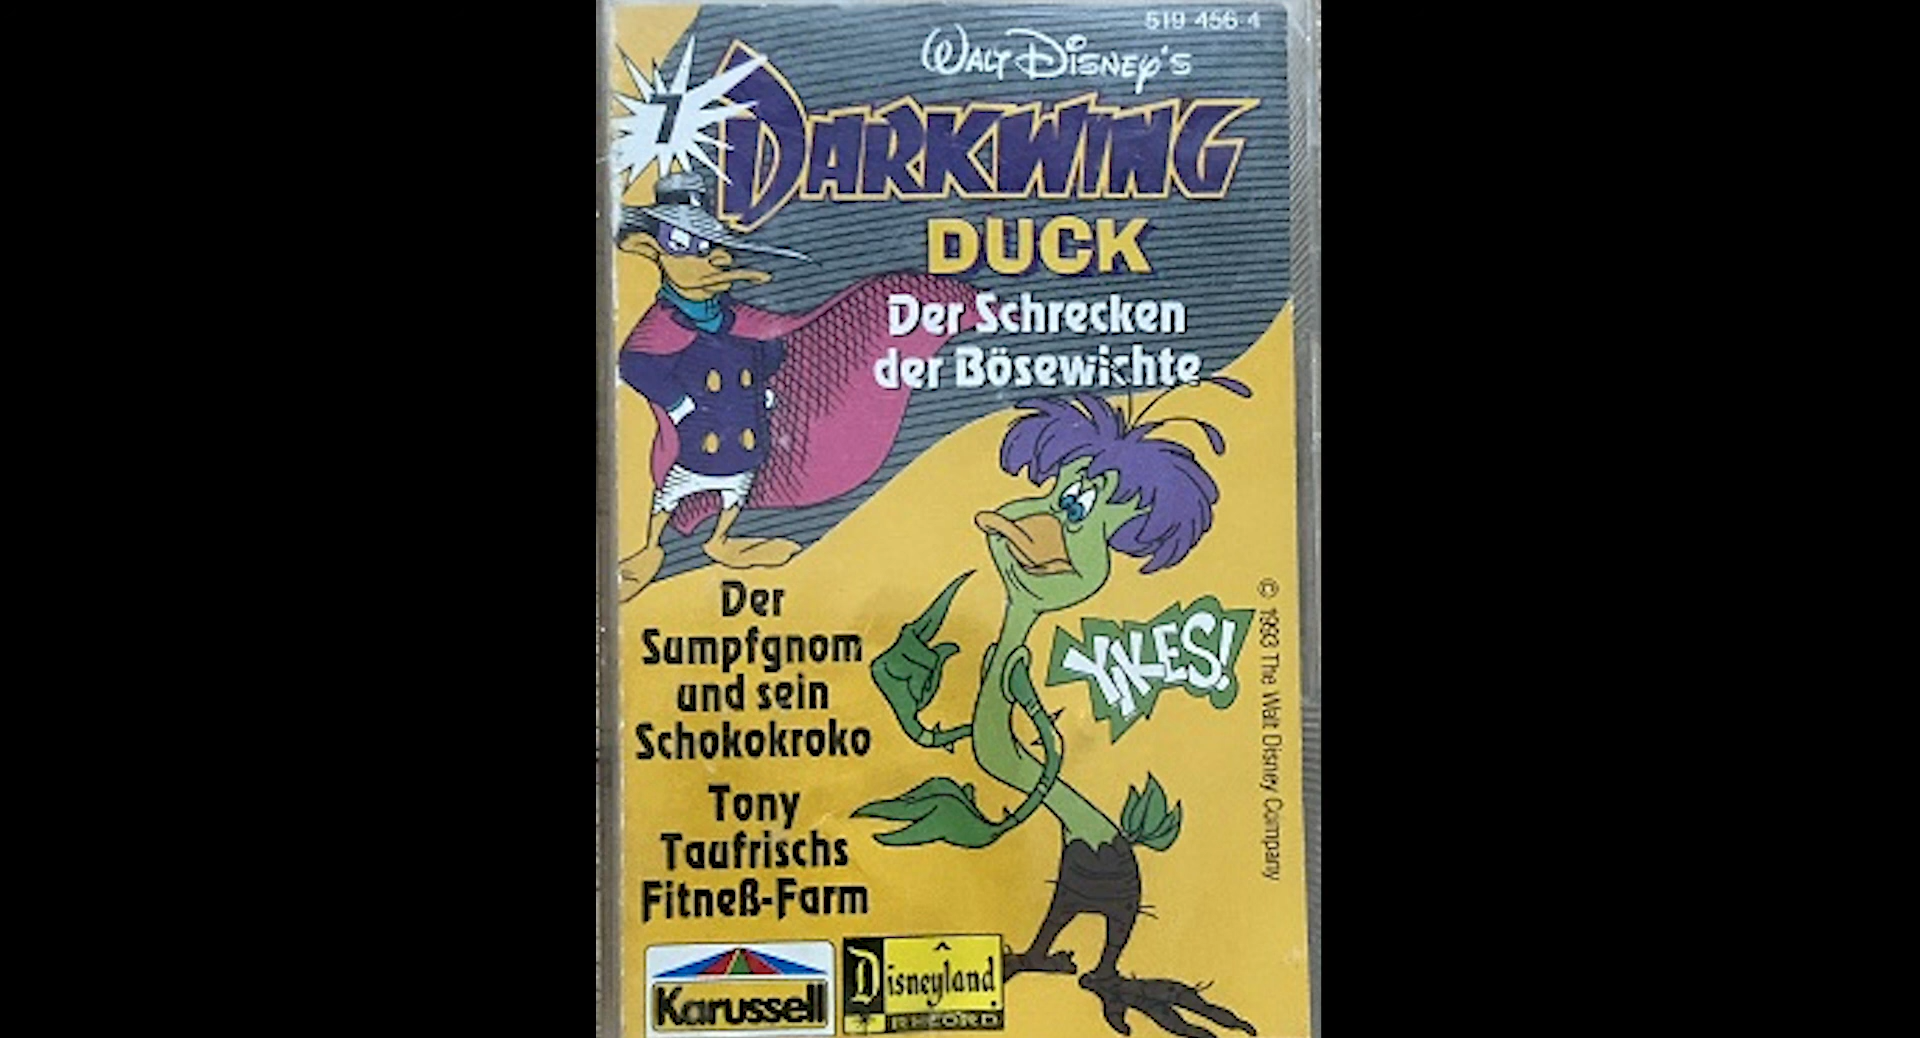 519 456-4
Walt Disney's
7
DARKWING
DUCK
Der Schrecken
der Bösewichte
Der
Sumpfgnom
und sein
Schokokroko
YIKES!
Tony
Taufrischs
Fitneß-Farm
© 1993 The Walt Disney Company
Karussell
Disneyland
RECORD